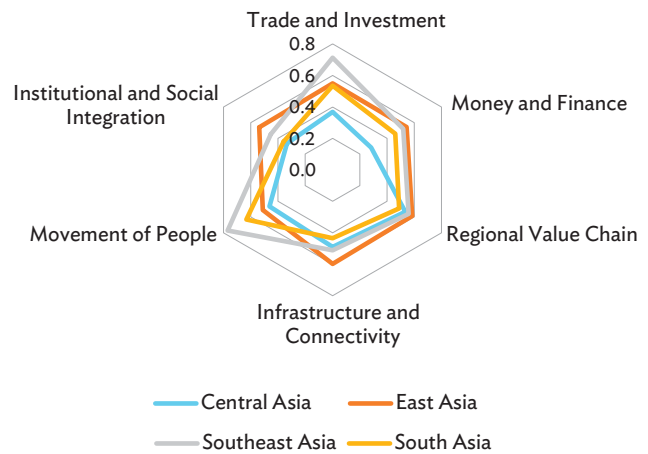 Trade and Investment
0.8
0.6
0.4
0.2
0.0
Money and Finance
Regional Value Chain
Infrastructure and
Connectivity
Movement of People
Institutional and Social
Integration
Central Asia
East Asia
Southeast Asia
South Asia